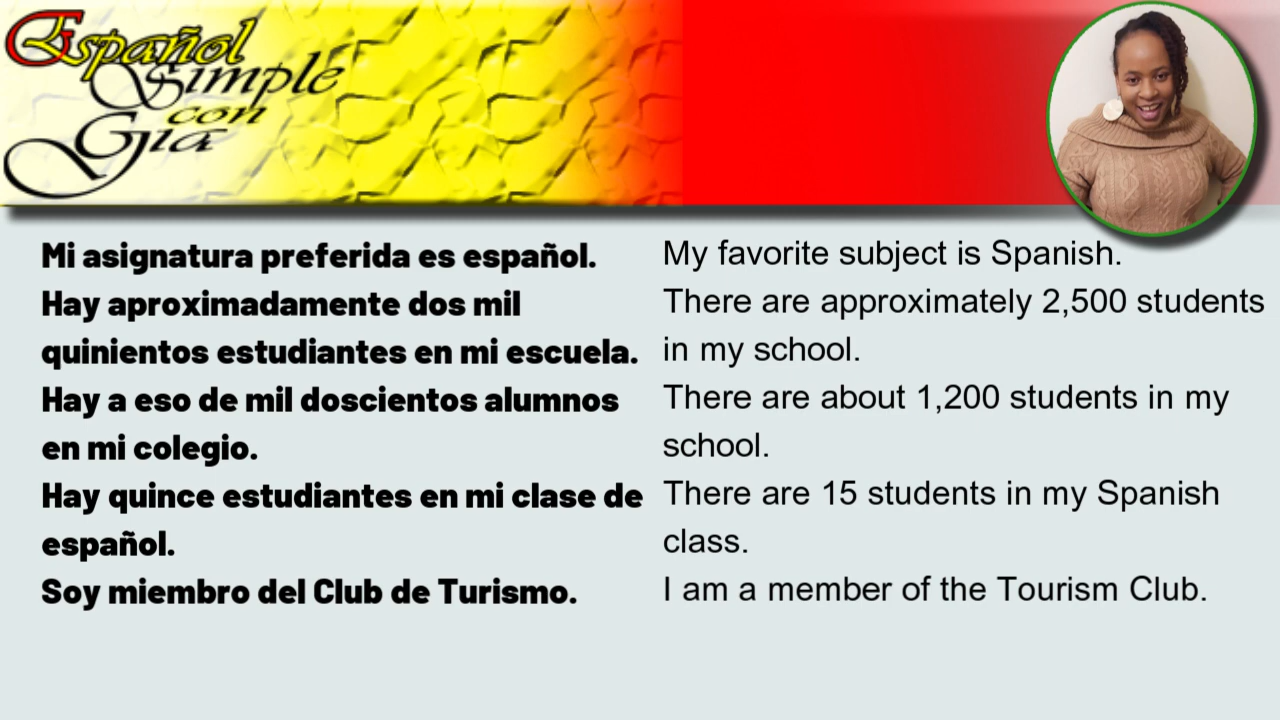 Español
Simple
con
Gia
Mi asignatura preferida es español.
Hay aproximadamente dos mil
quinientos estudiantes en mi escuela.
Hay a eso de mil doscientos alumnos
en mi colegio.
Hay quince estudiantes en mi clase de
español.
Soy miembro del Club de Turismo.
My favorite subject is Spanish.
There are approximately 2,500 students
in my school.
There are about 1,200 students in my
school.
There are 15 students in my Spanish
class.
I am a member of the Tourism Club.